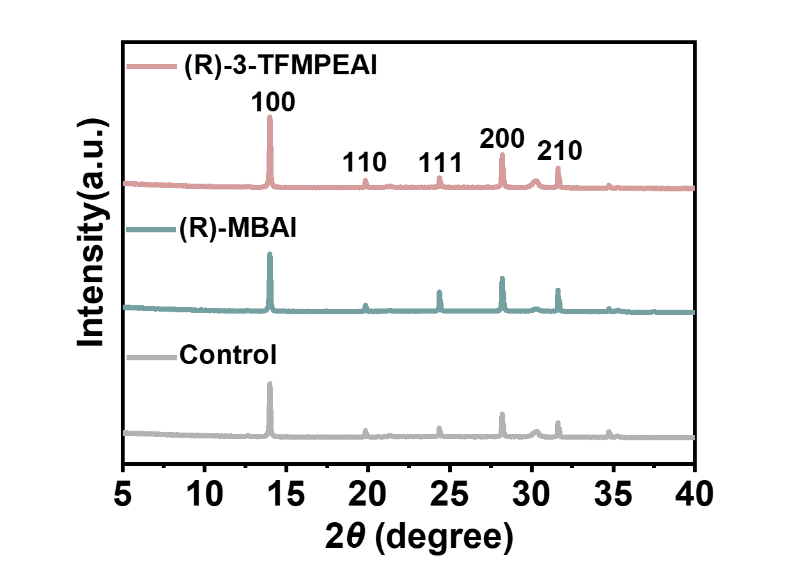 (R)-3-TFMPEAI
100
110
111
200
210
(R)-MBAI
Control
Intensity(a.u.)
5 10 15 20 25 30 35 40
2θ (degree)